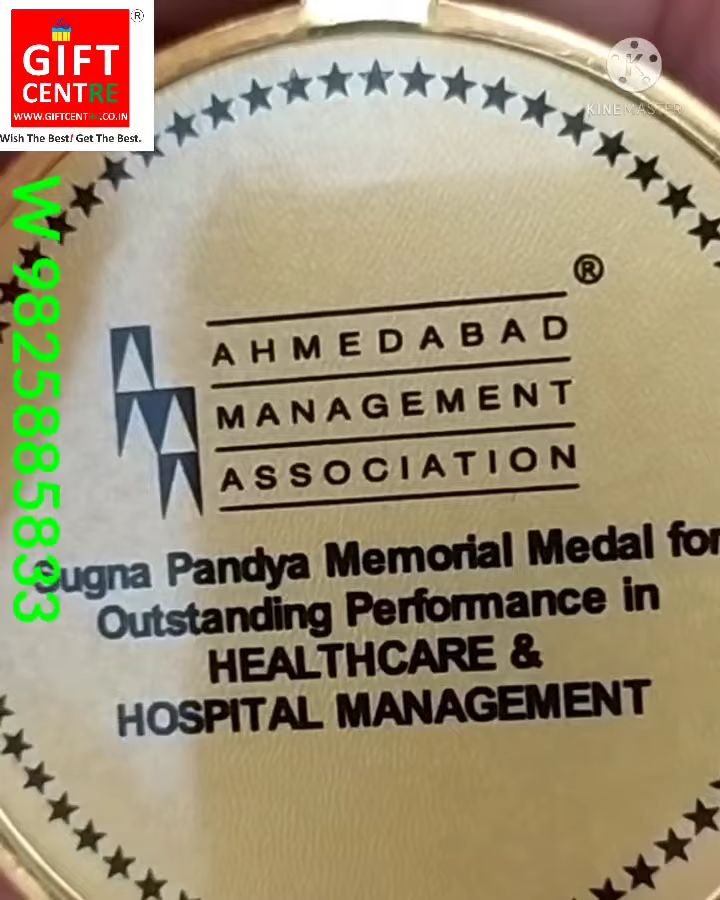 ®
GIFT
CENTRE
WWW.GIFTCENTRE.CO.IN
Wish The Best! Get The Best.
KINEMASTER
W 9825885833
®
AHMEDABAD
MANAGEMENT
ASSOCIATION
Sugna Pandya Memorial Medal for
Outstanding Performance in
HEALTHCARE &
HOSPITAL MANAGEMENT